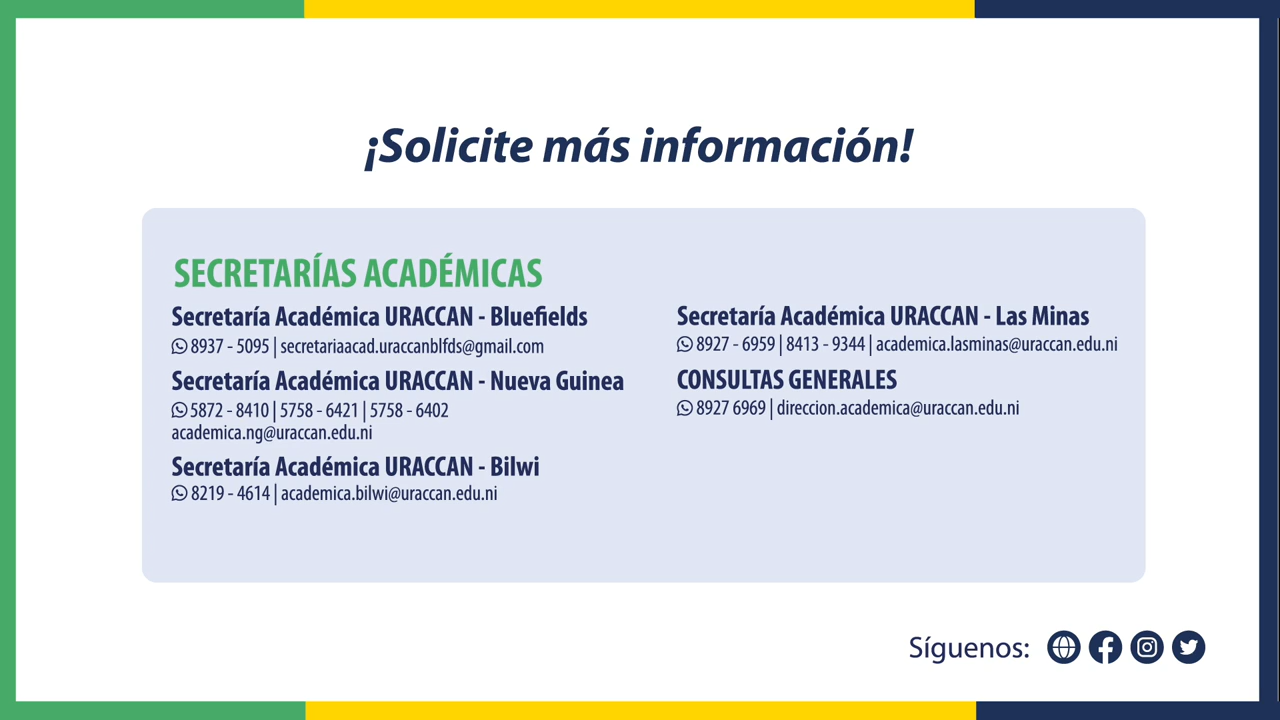 ¡Solicite más información!
SECRETARÍAS ACADÉMICAS
Secretaría Académica URACCAN - Bluefields
8937 - 5095 | secretariaacad.uraccanblfds@gmail.com
Secretaría Académica URACCAN - Nueva Guinea
5872 - 8410 | 5758 - 6421 | 5758 - 6402
academica.ng@uraccan.edu.ni
Secretaría Académica URACCAN - Bilwi
8219 - 4614 | academica.bilwi@uraccan.edu.ni
Secretaría Académica URACCAN - Las Minas
8927 - 6959 | 8413 - 9344 | academica.lasminas@uraccan.edu.ni
CONSULTAS GENERALES
8927 6969 | direccion.academica@uraccan.edu.ni
Síguenos: